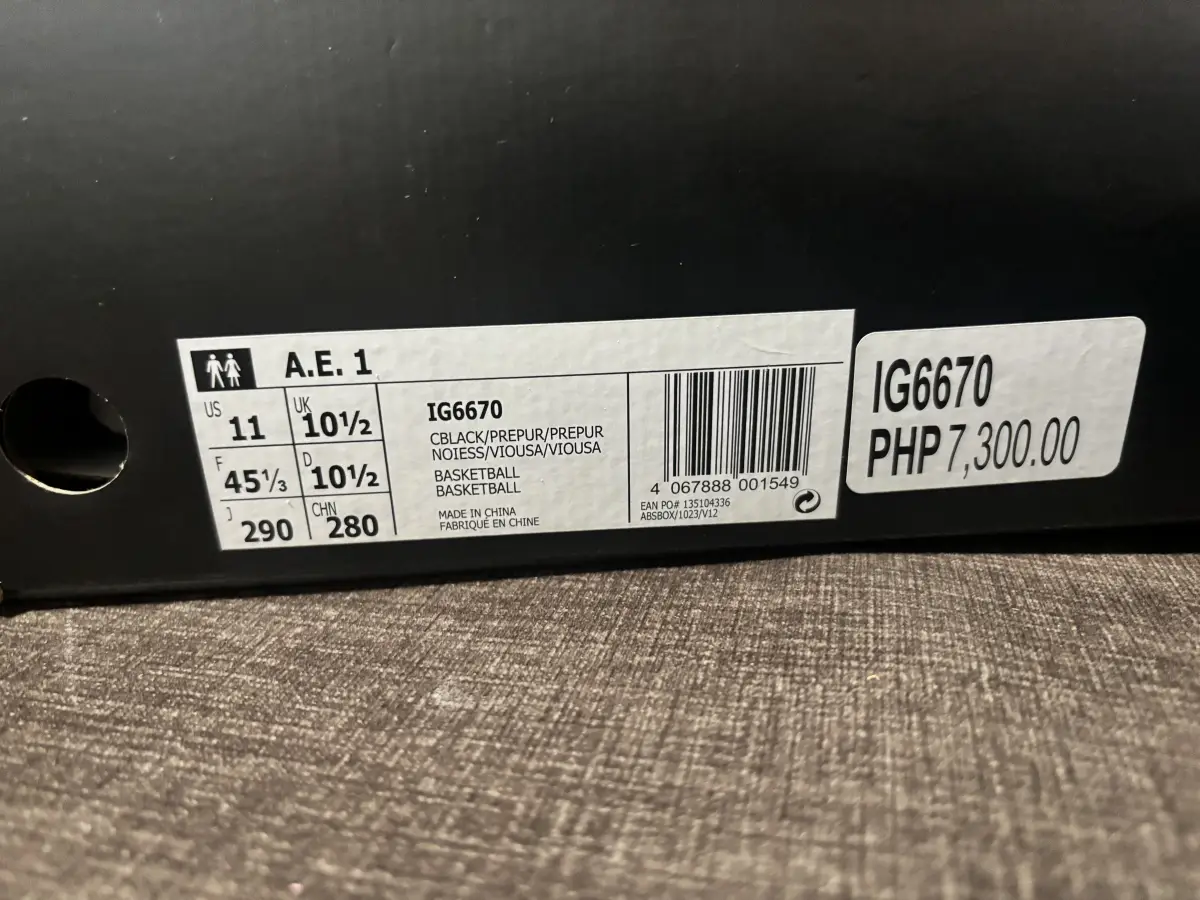 A.E. 1
US 11 UK 10½
F 45⅓ D 10½
J 290 CHN 280
IG6670
CBLACK/PREPUR/PREPUR
NOIESS/VIOUSA/VIOUSA
BASKETBALL
BASKETBALL
MADE IN CHINA
FABRIQUÉ EN CHINE
4 067888 001549
EAN PO# 135104336
ABSBOX/1023/V12
IG6670
PHP 7,300.00